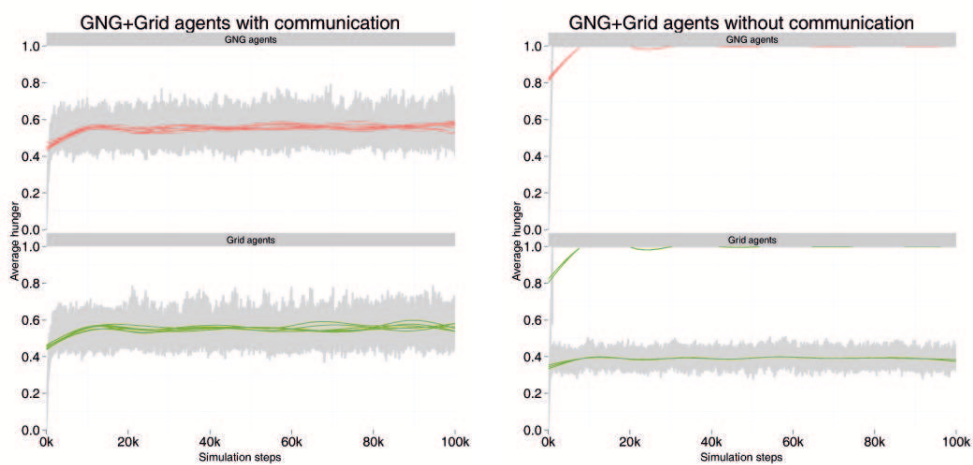 GNG+Grid agents with communication
GNG agents
1.0
0.8
0.6
0.4
0.2
0.0
Average hunger
Grid agents
1.0
0.8
0.6
0.4
0.2
0.0
0k 20k 40k 60k 80k 100k
Simulation steps
GNG+Grid agents without communication
GNG agents
1.0
0.8
0.6
0.4
0.2
0.0
Average hunger
Grid agents
1.0
0.8
0.6
0.4
0.2
0.0
0k 20k 40k 60k 80k 100k
Simulation steps